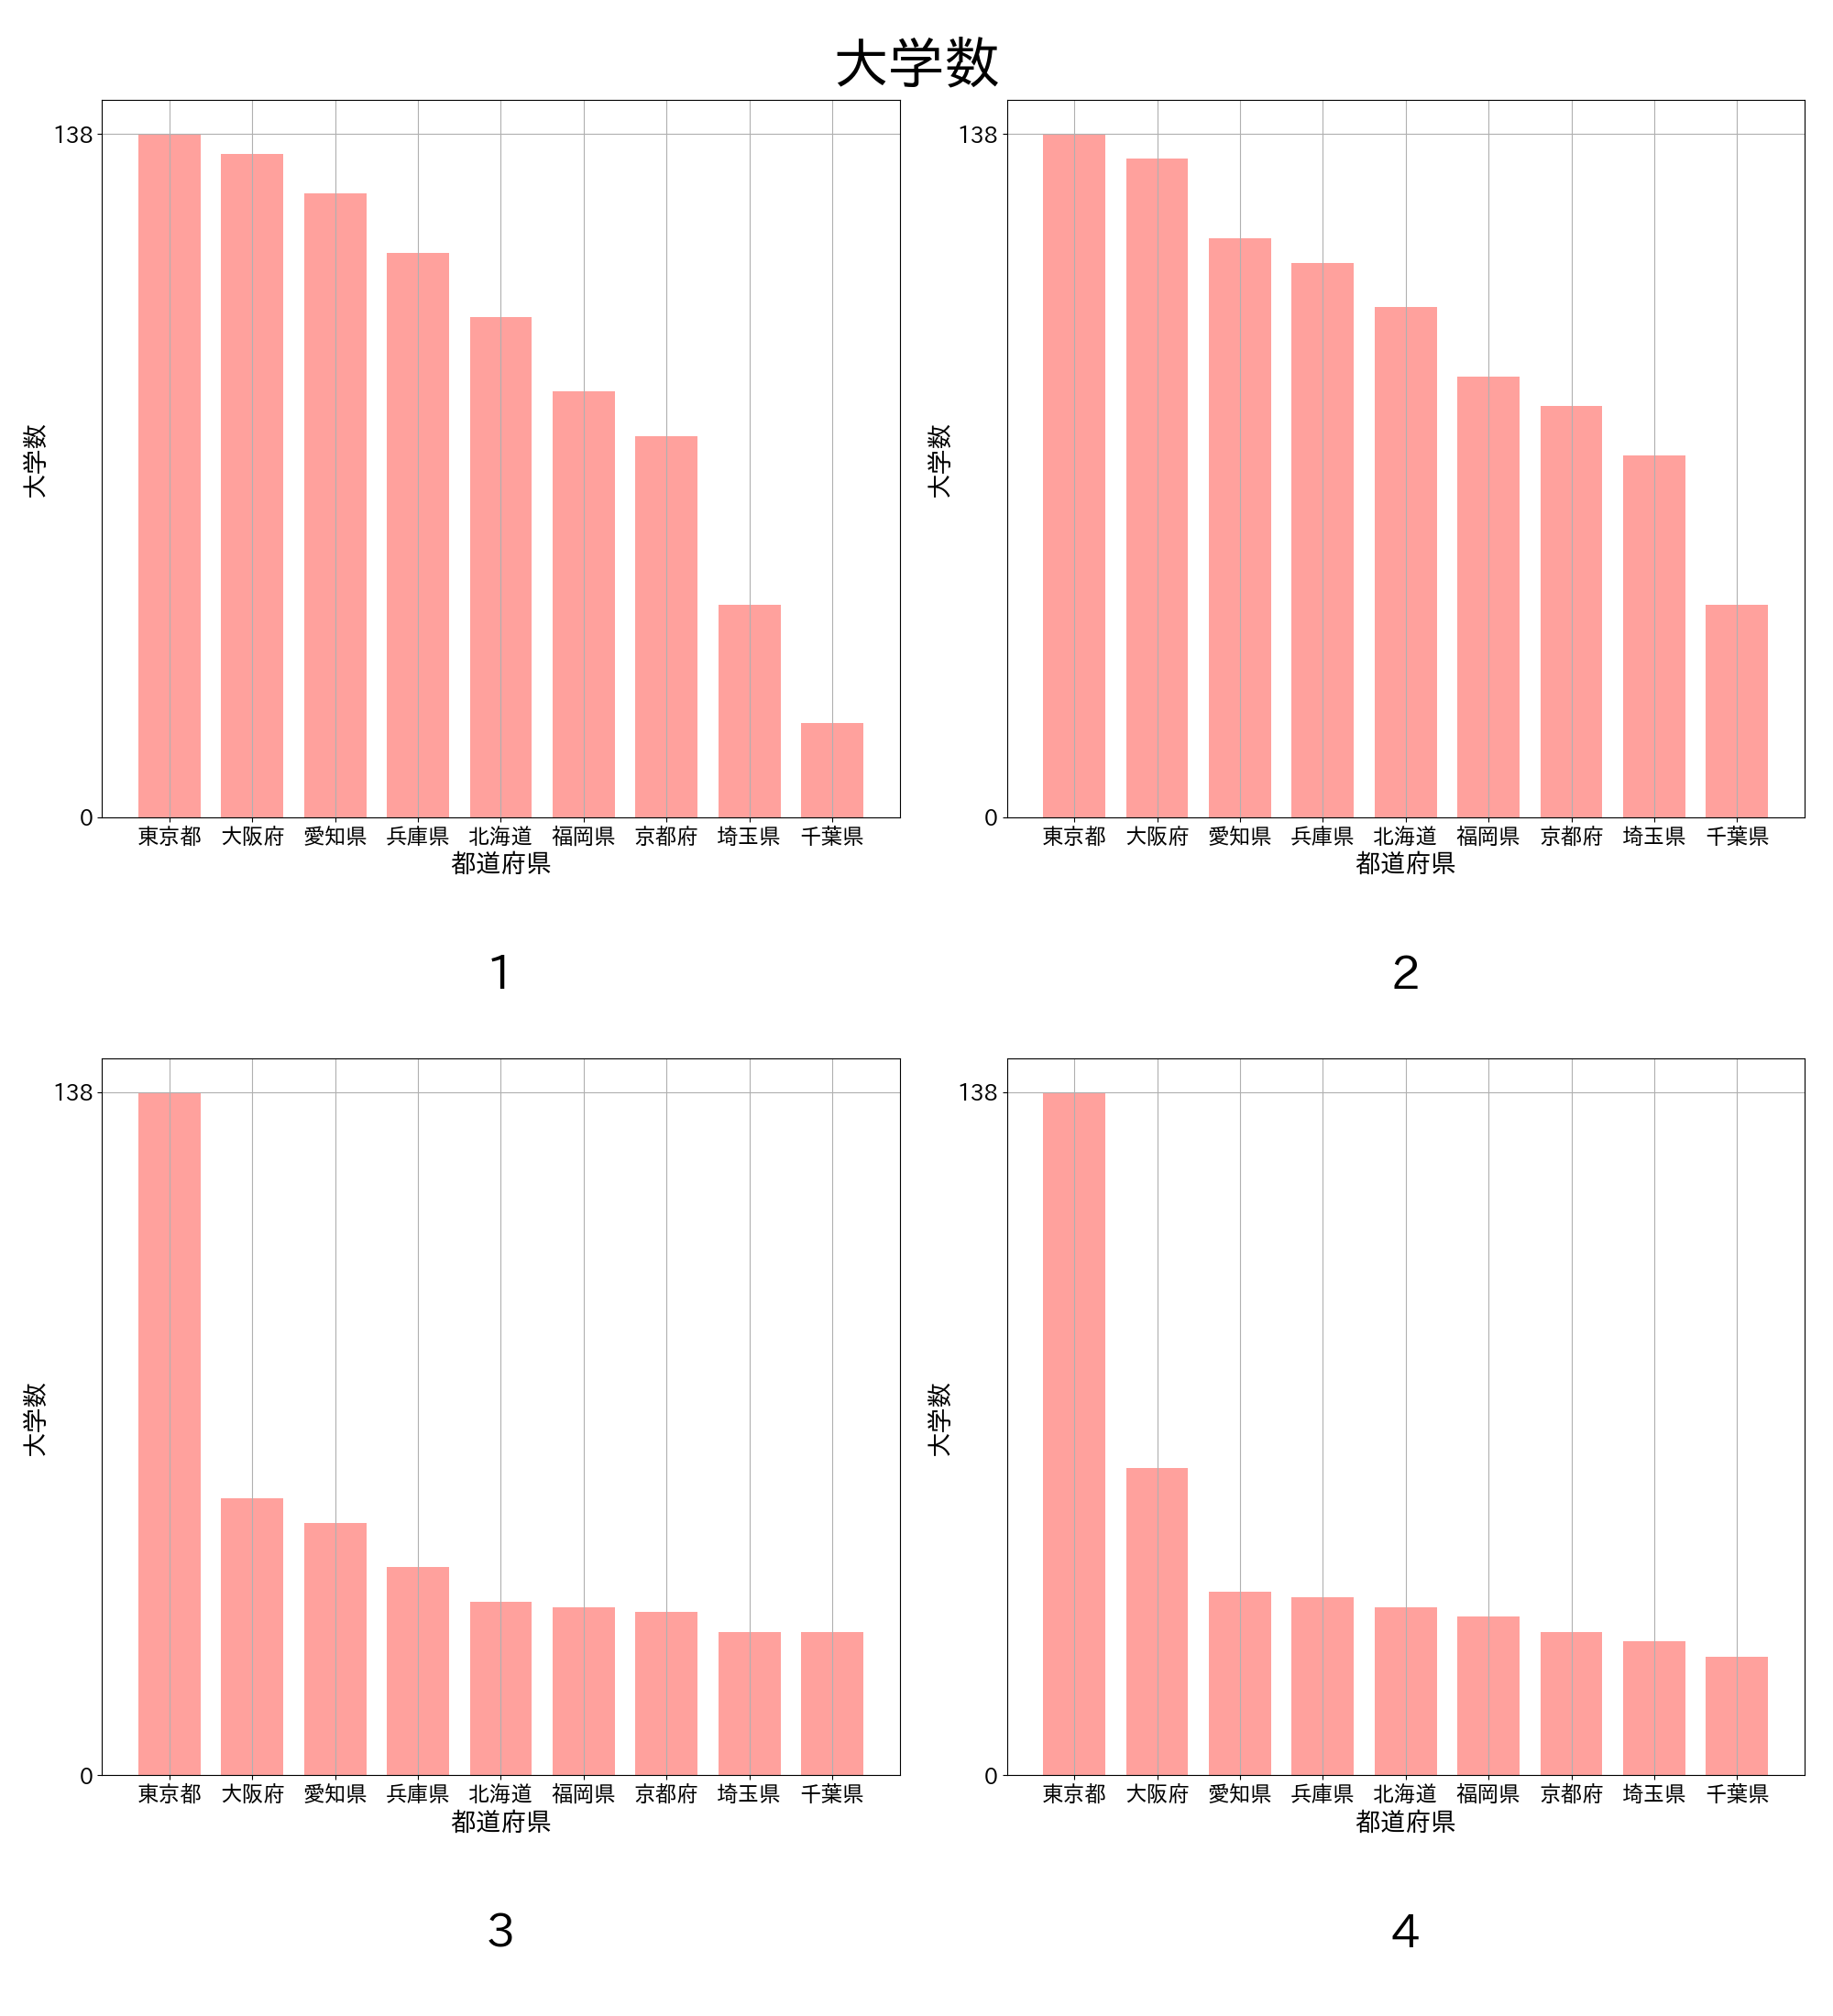 大学数
138
0
大学数
東京都 大阪府 愛知県 兵庫県 北海道 福岡県 京都府 埼玉県 千葉県
都道府県
1
138
0
大学数
東京都 大阪府 愛知県 兵庫県 北海道 福岡県 京都府 埼玉県 千葉県
都道府県
2
138
0
大学数
東京都 大阪府 愛知県 兵庫県 北海道 福岡県 京都府 埼玉県 千葉県
都道府県
3
138
0
大学数
東京都 大阪府 愛知県 兵庫県 北海道 福岡県 京都府 埼玉県 千葉県
都道府県
4